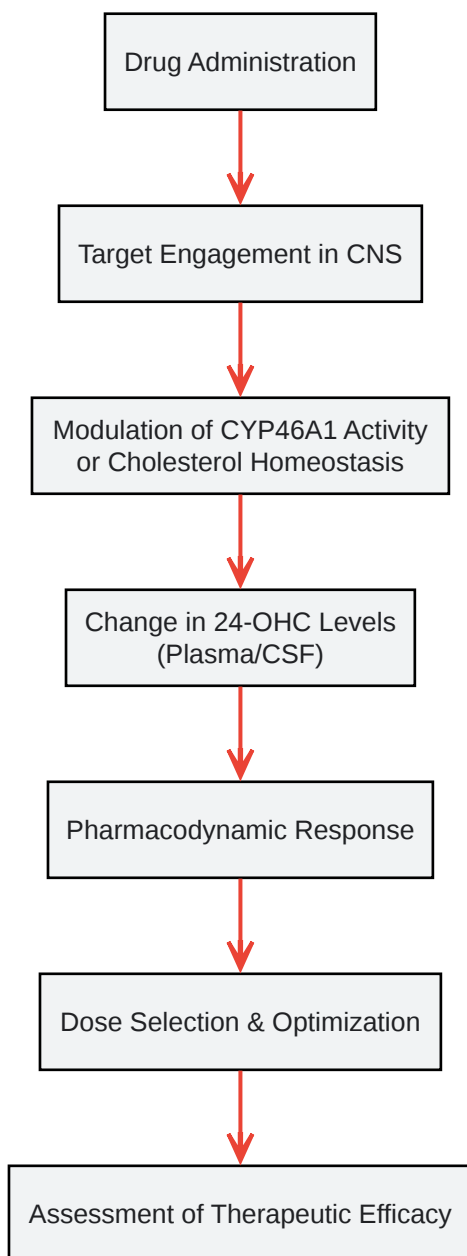 Drug Administration
Target Engagement in CNS
Modulation of CYP46A1 Activity
or Cholesterol Homeostasis
Change in 24-OHC Levels
(Plasma/CSF)
Pharmacodynamic Response
Dose Selection & Optimization
Assessment of Therapeutic Efficacy